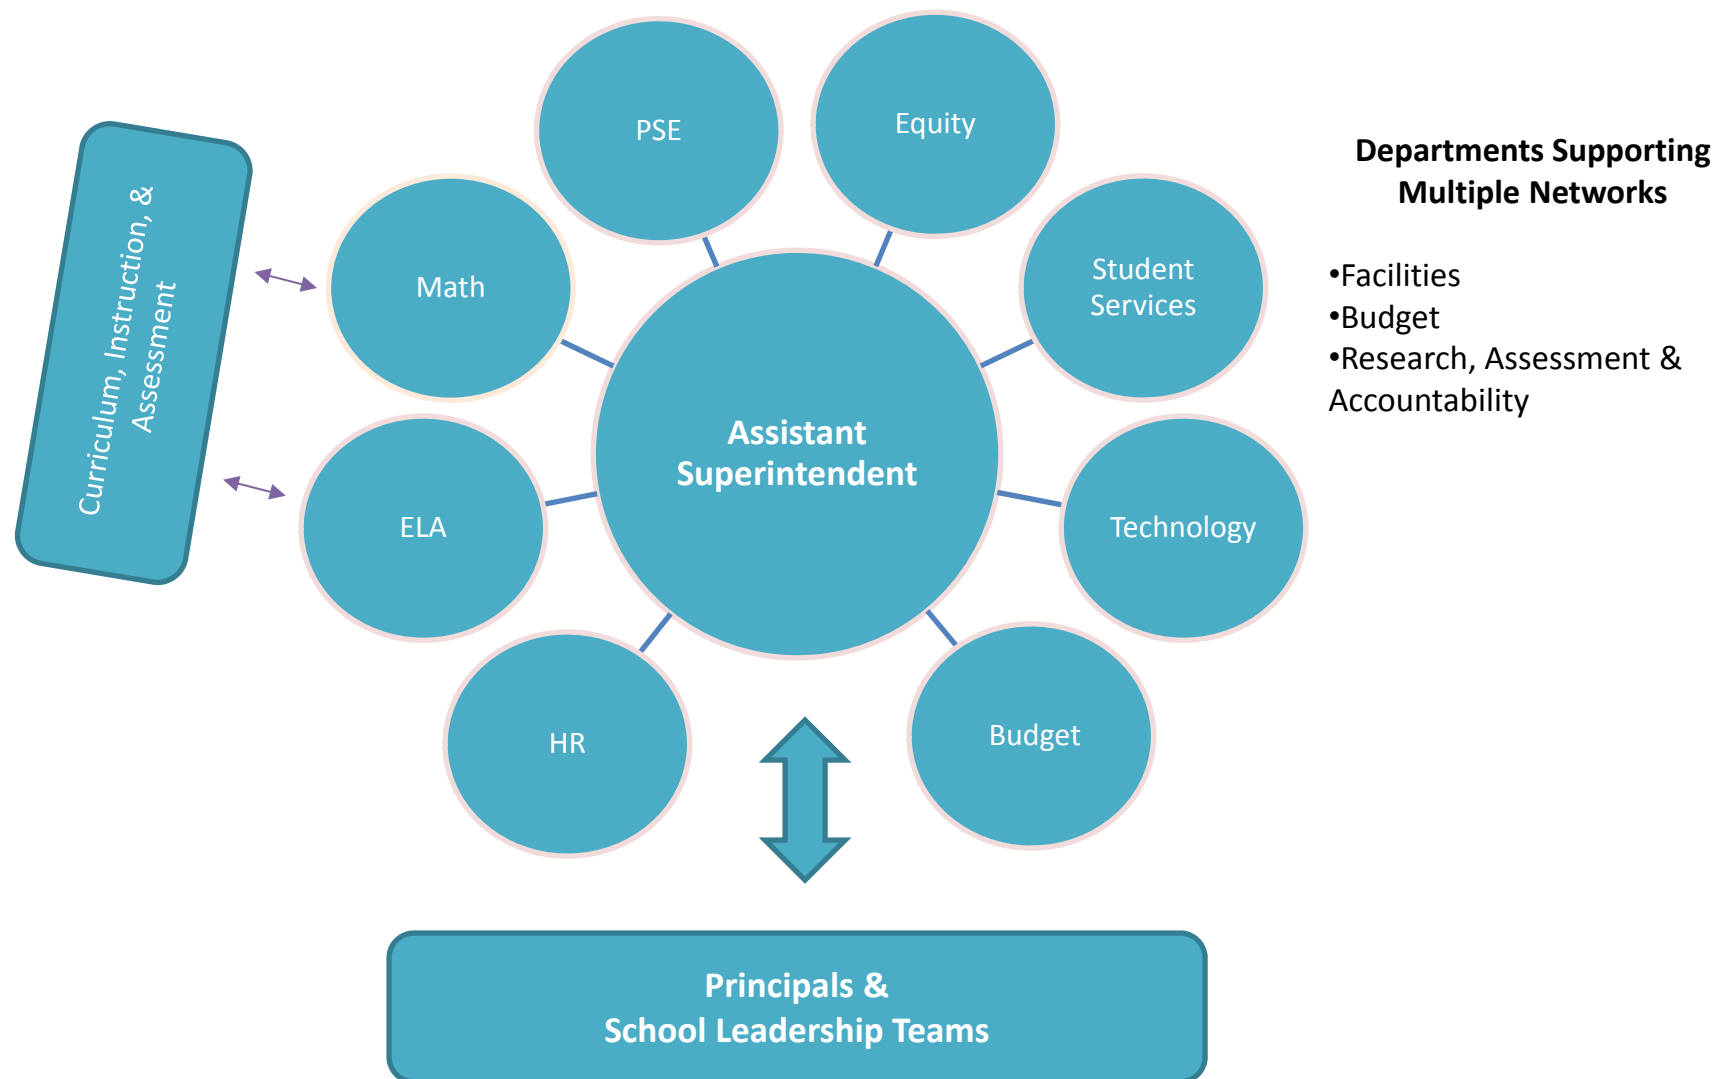 PSE
Equity
Departments Supporting
Multiple Networks
Curriculum, Instruction, &
Assessment
Math
Student
Services
•Facilities
•Budget
•Research, Assessment &
Accountability
Assistant
Superintendent
ELA
Technology
HR
Budget
Principals &
School Leadership Teams